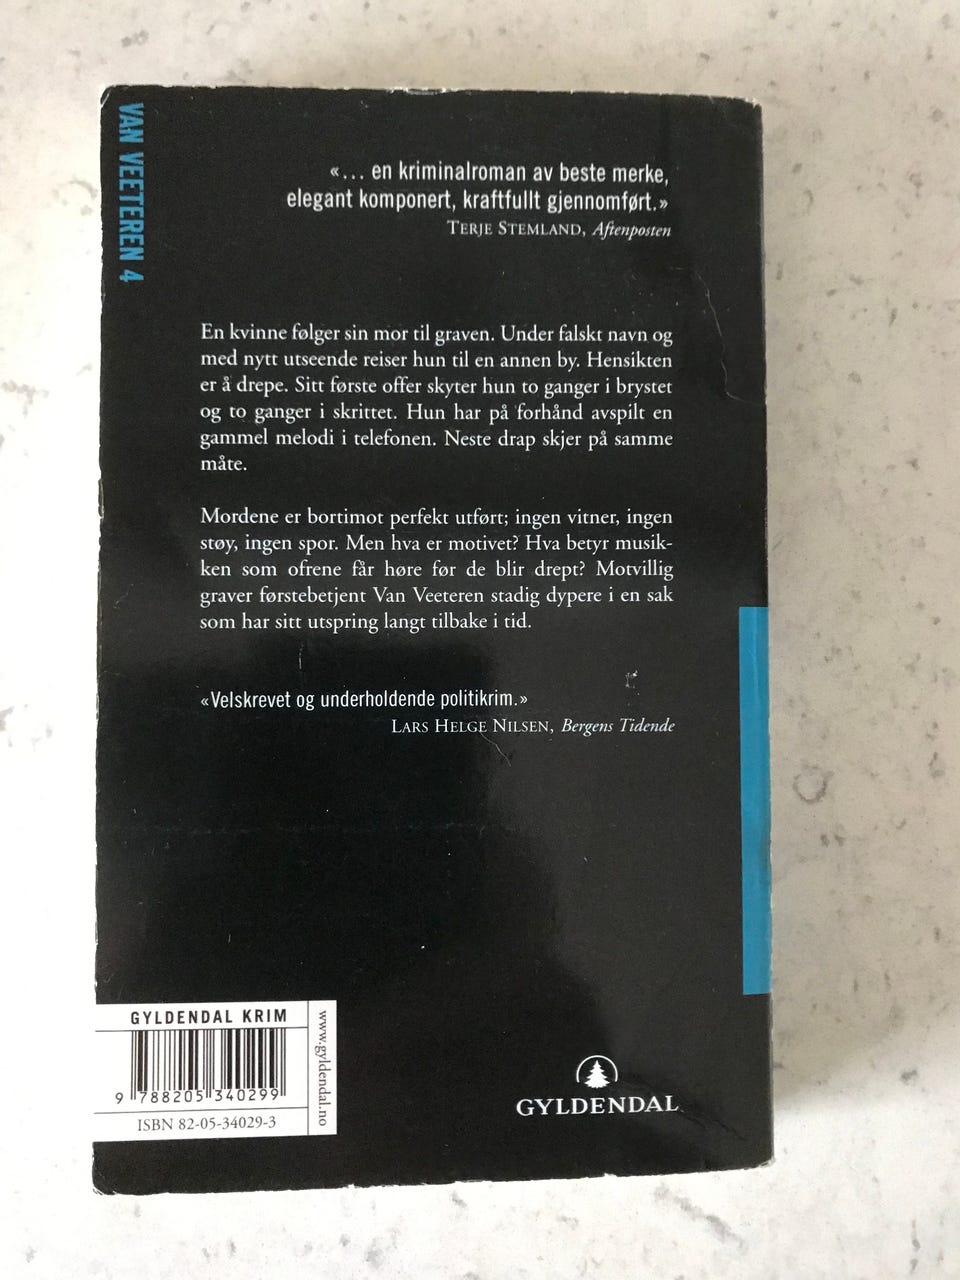 VAN VEETEREN 4
«... en kriminalroman av beste merke,
elegant komponert, kraftfullt gjennomført.»
TERJE STEMLAND, Aftenposten
En kvinne følger sin mor til graven. Under falskt navn og
med nytt utseende reiser hun til en annen by. Hensikten
er å drepe. Sitt første offer skyter hun to ganger i brystet
og to ganger i skrittet. Hun har på forhånd avspilt en
gammel melodi i telefonen. Neste drap skjer på samme
måte.
Mordene er bortimot perfekt utført; ingen vitner, ingen
støy, ingen spor. Men hva er motivet? Hva betyr musik-
ken som ofrene får høre før de blir drept? Motvillig
graver førstebetjent Van Veeteren stadig dypere i en sak
som har sitt utspring langt tilbake i tid.
«Velskrevet og underholdende politikrim.»
LARS HELGE NILSEN, Bergens Tidende
GYLDENDAL KRIM
9 788205 340299
ISBN 82-05-34029-3
www.gyldendal.no
GYLDENDAL